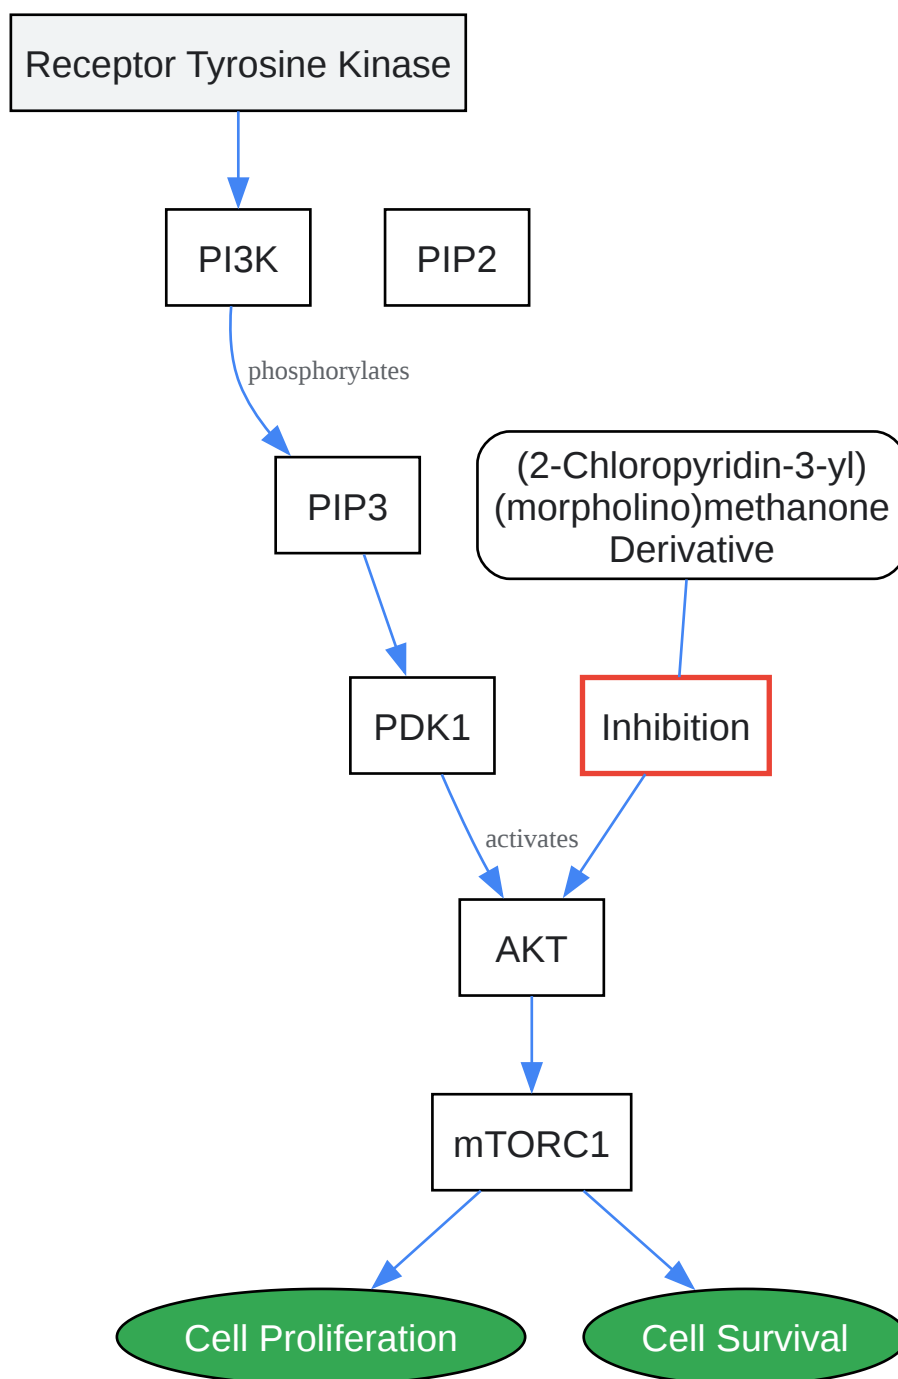 Receptor Tyrosine Kinase
PI3K
PIP2
phosphorylates
PIP3
(2-Chloropyridin-3-yl)
(morpholino)methanone
Derivative
PDK1
Inhibition
activates
AKT
mTORC1
Cell Proliferation
Cell Survival